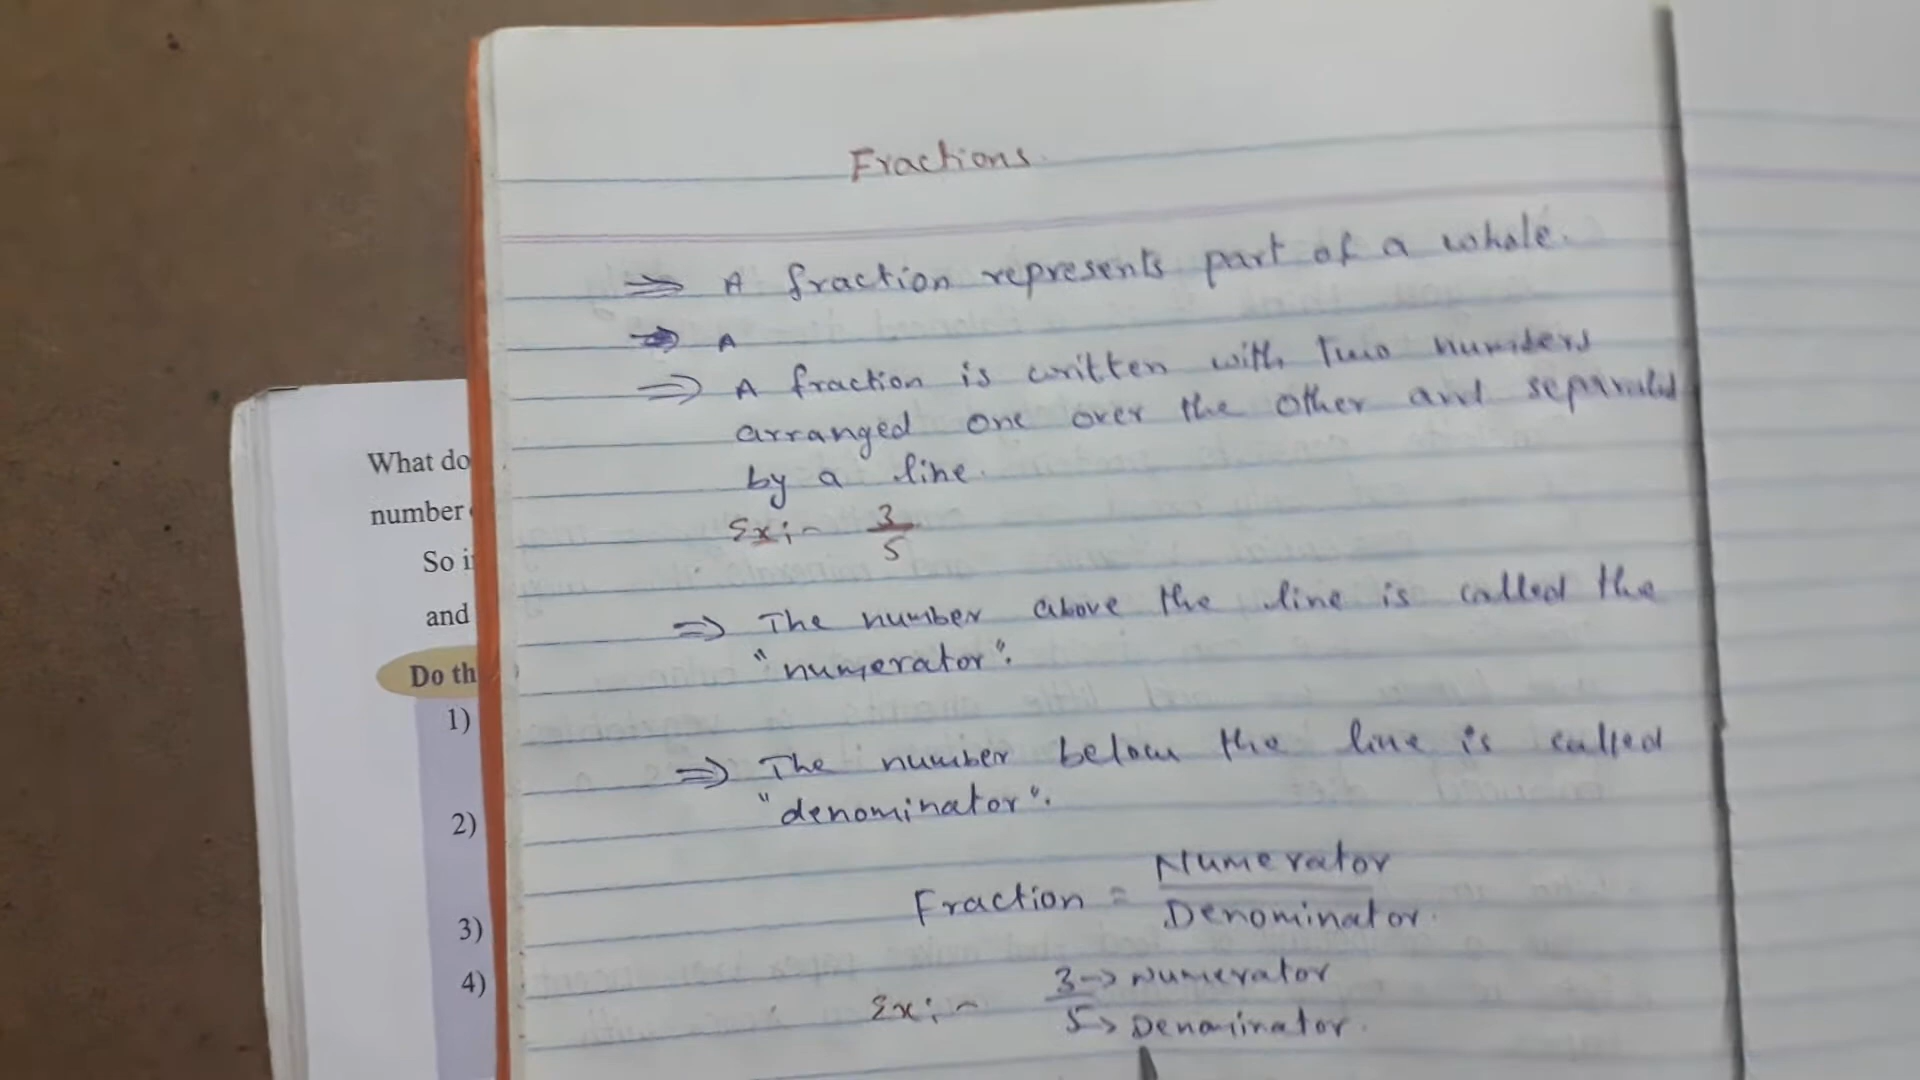 Fractions.
⇒ A fraction represents part of a whole.
⇒ A
⇒ A fraction is written with Two numbers
arranged one over the other and separated
by a line.
Ex:- 3/5
⇒ The number above the line is called the
"numerator".
⇒ The number below the line is called
"denominator".
Fraction = Numerator
Denominator.
Ex:- 3 → Numerator
5 → Denominator.
What do
number
So i
and
Do th
1)
2)
3)
4)